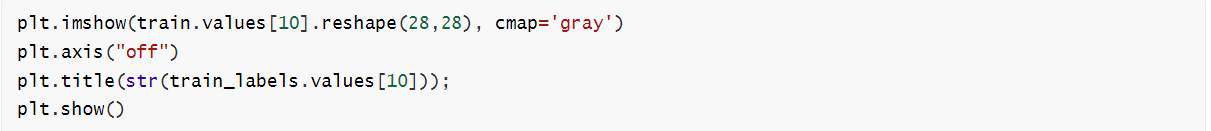 plt.imshow(train.values[10].reshape(28,28), cmap='gray')
plt.axis("off")
plt.title(str(train_labels.values[10]));
plt.show()